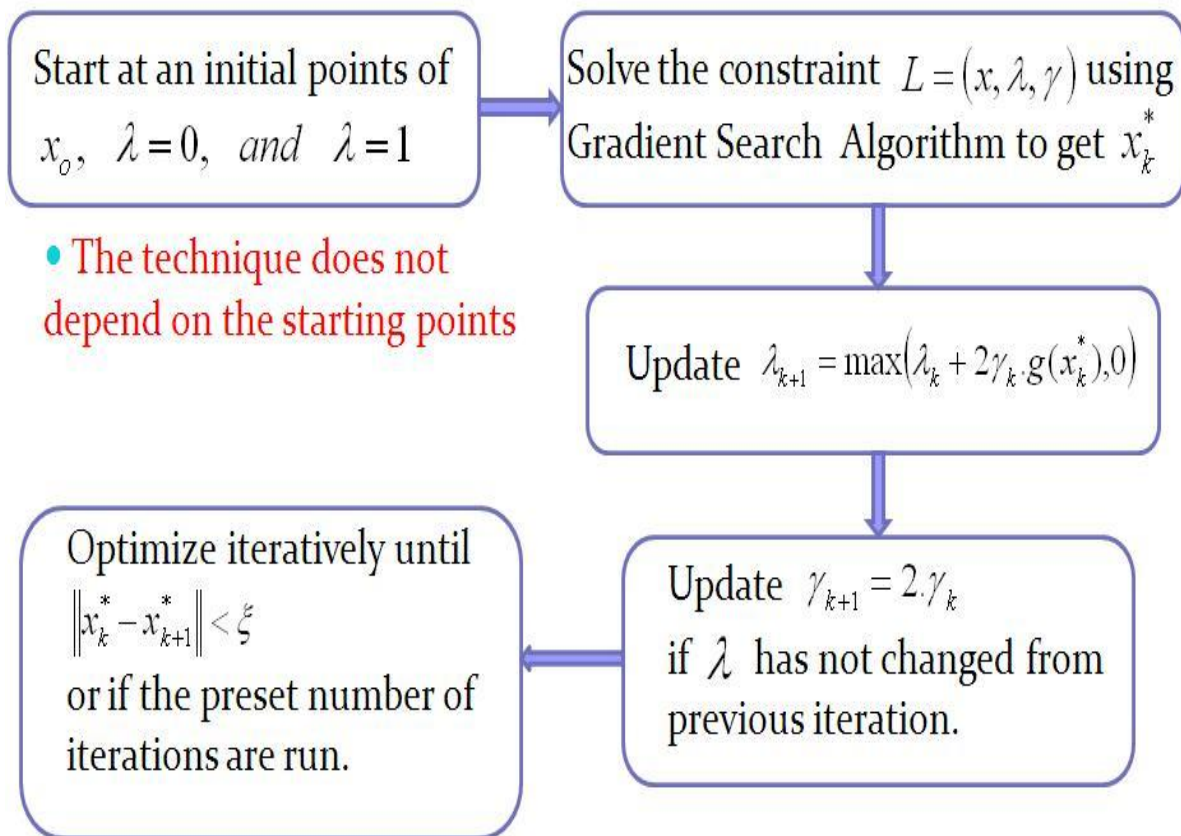 Start at an initial points of
x_o, λ=0, and λ=1
Solve the constraint L=(x, λ, γ) using
Gradient Search Algorithm to get x_k^*
• The technique does not
depend on the starting points
Update λ_{k+1} = max(λ_k + 2γ_k.g(x_k^*),0)
Update γ_{k+1} = 2.γ_k
if λ has not changed from
previous iteration.
Optimize iteratively until
‖x_k^* − x_{k+1}^*‖ < ξ
or if the preset number of
iterations are run.